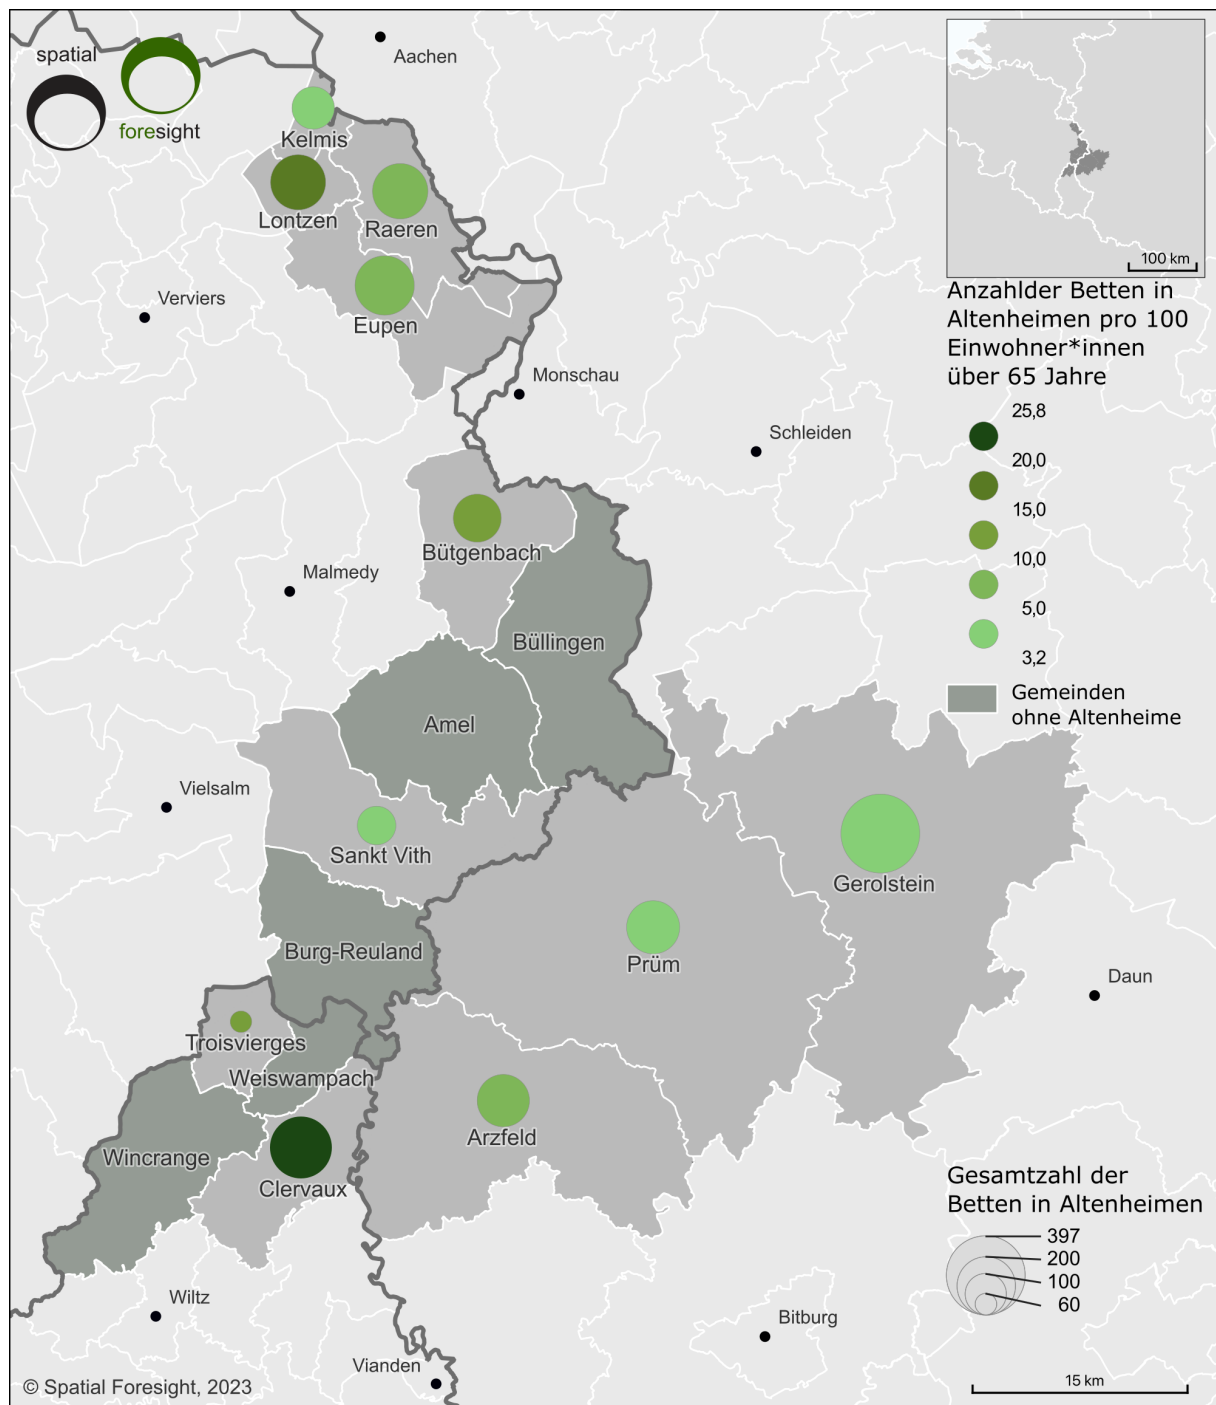 spatial
foresight
Aachen
Kelmis
Lontzen
Raeren
Eupen
Verviers
Monschau
Schleiden
Bütgenbach
Malmedy
Büllingen
Amel
Vielsalm
Sankt Vith
Gerolstein
Burg-Reuland
Prüm
Daun
Troisvierges
Weiswampach
Arzfeld
Wincrange
Clervaux
Wiltz
Bitburg
Vianden
© Spatial Foresight, 2023
100 km
Anzahlder Betten in
Altenheimen pro 100
Einwohner*innen
über 65 Jahre
25,8
20,0
15,0
10,0
5,0
3,2
Gemeinden
ohne Altenheime
Gesamtzahl der
Betten in Altenheimen
397
200
100
60
15 km